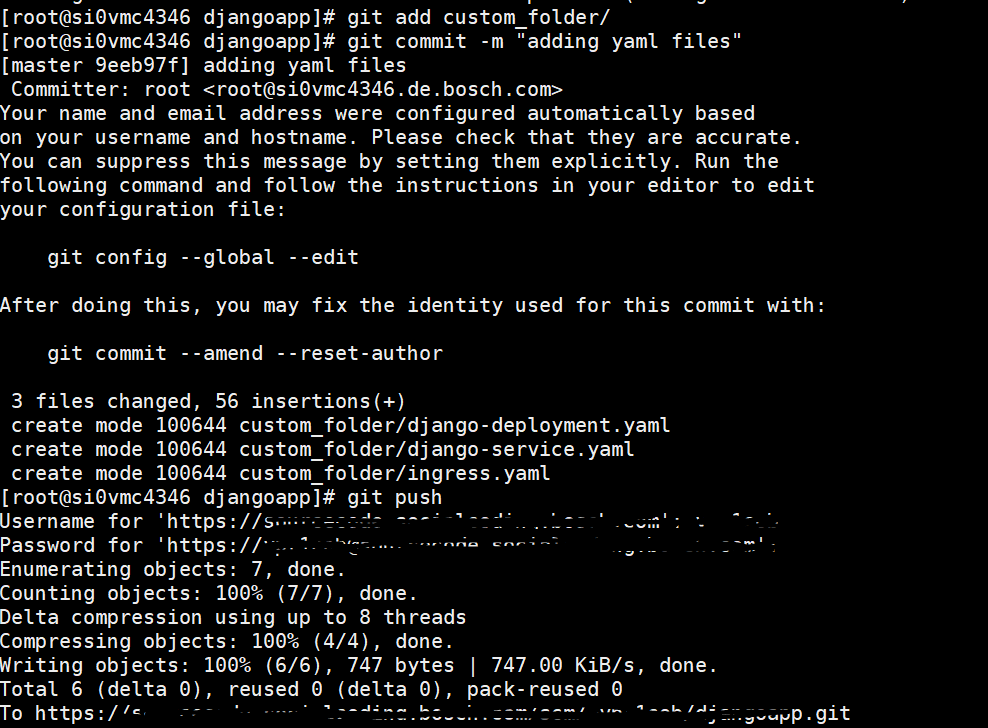 [root@si0vmc4346 djangoapp]# git add custom_folder/
[root@si0vmc4346 djangoapp]# git commit -m "adding yaml files"
[master 9eeb97f] adding yaml files
 Committer: root <root@si0vmc4346.de.bosch.com>
Your name and email address were configured automatically based
on your username and hostname. Please check that they are accurate.
You can suppress this message by setting them explicitly. Run the
following command and follow the instructions in your editor to edit
your configuration file:
    git config --global --edit
After doing this, you may fix the identity used for this commit with:
    git commit --amend --reset-author
 3 files changed, 56 insertions(+)
 create mode 100644 custom_folder/django-deployment.yaml
 create mode 100644 custom_folder/django-service.yaml
 create mode 100644 custom_folder/ingress.yaml
[root@si0vmc4346 djangoapp]# git push
Username for 'https://
Password for 'https://
Enumerating objects: 7, done.
Counting objects: 100% (7/7), done.
Delta compression using up to 8 threads
Compressing objects: 100% (4/4), done.
Writing objects: 100% (6/6), 747 bytes | 747.00 KiB/s, done.
Total 6 (delta 0), reused 0 (delta 0), pack-reused 0
To https:/ djangoapp.git